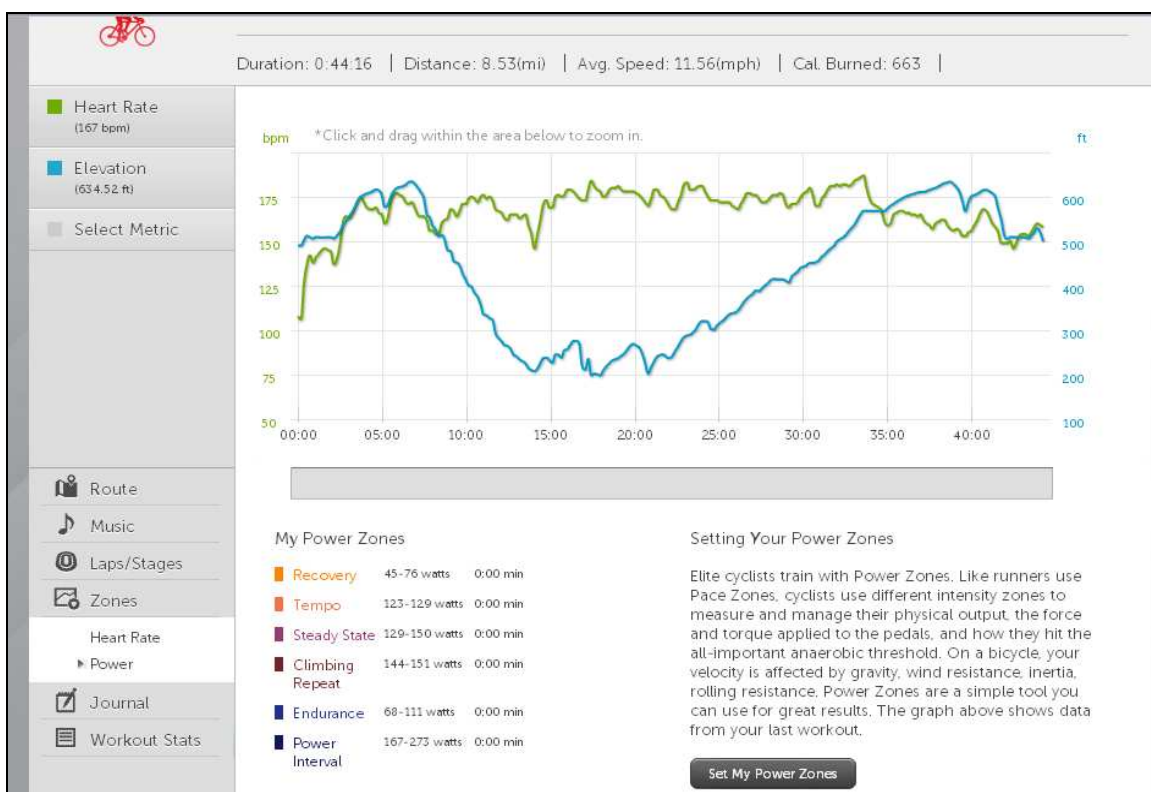 Duration: 0:44:16 | Distance: 8.53(mi) | Avg. Speed: 11.56(mph) | Cal. Burned: 663 |
Heart Rate
(167 bpm)
Elevation
(634.52 ft)
Select Metric
bpm *Click and drag within the area below to zoom in. ft
175 600
150 500
125 400
100 300
75 200
50 100
00:00 05:00 10:00 15:00 20:00 25:00 30:00 35:00 40:00
Route
Music
Laps/Stages
Zones
Heart Rate
Power
Journal
Workout Stats
My Power Zones
Recovery 45-76 watts 0:00 min
Tempo 123-129 watts 0:00 min
Steady State 129-150 watts 0:00 min
Climbing 144-151 watts 0:00 min
Repeat
Endurance 68-111 watts 0:00 min
Power 167-273 watts 0:00 min
Interval
Setting Your Power Zones
Elite cyclists train with Power Zones. Like runners use
Pace Zones, cyclists use different intensity zones to
measure and manage their physical output, the force
and torque applied to the pedals, and how they hit the
all-important anaerobic threshold. On a bicycle, your
velocity is affected by gravity, wind resistance, inertia,
rolling resistance. Power Zones are a simple tool you
can use for great results. The graph above shows data
from your last workout.
Set My Power Zones